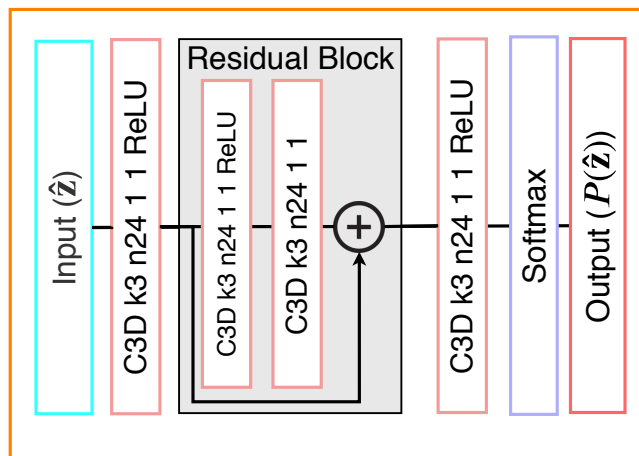 Input (ẑ)
C3D k3 n24 1 1 ReLU
Residual Block
C3D k3 n24 1 1 ReLU
C3D k3 n24 1 1
+
C3D k3 n24 1 1 ReLU
Softmax
Output (P(ẑ))